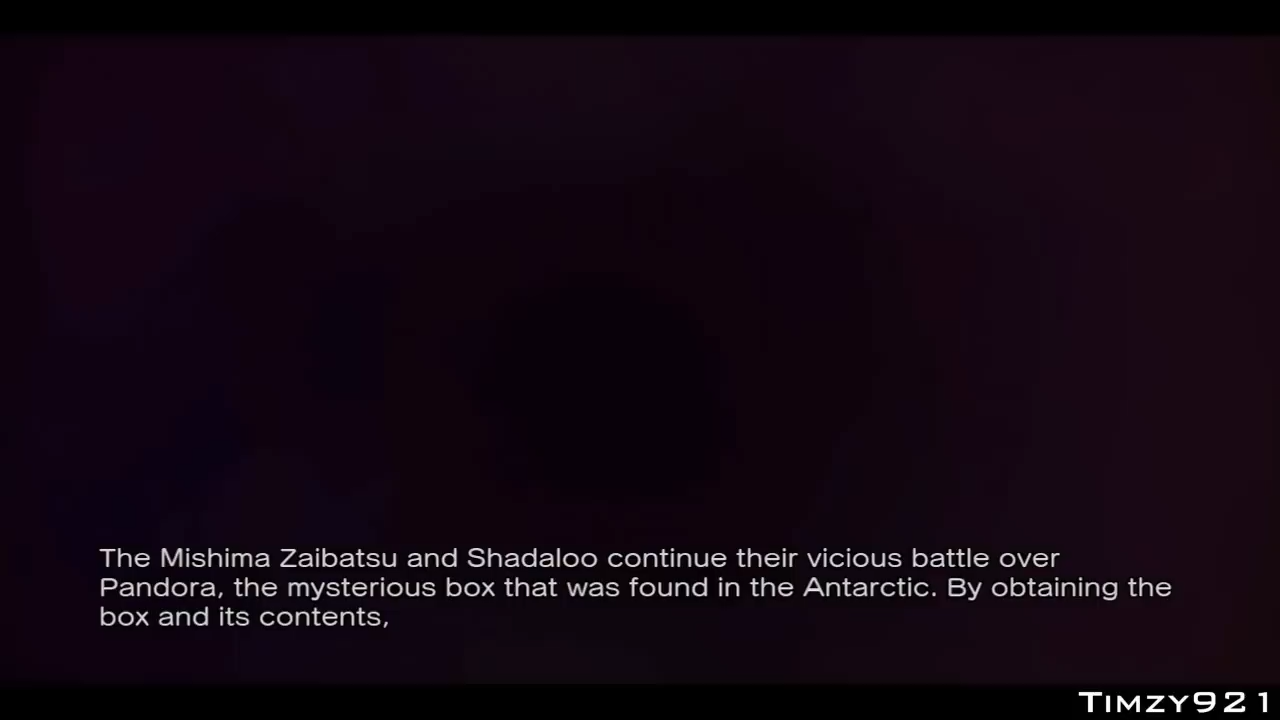 The Mishima Zaibatsu and Shadaloo continue their vicious battle over
Pandora, the mysterious box that was found in the Antarctic. By obtaining the
box and its contents,
Timzy921